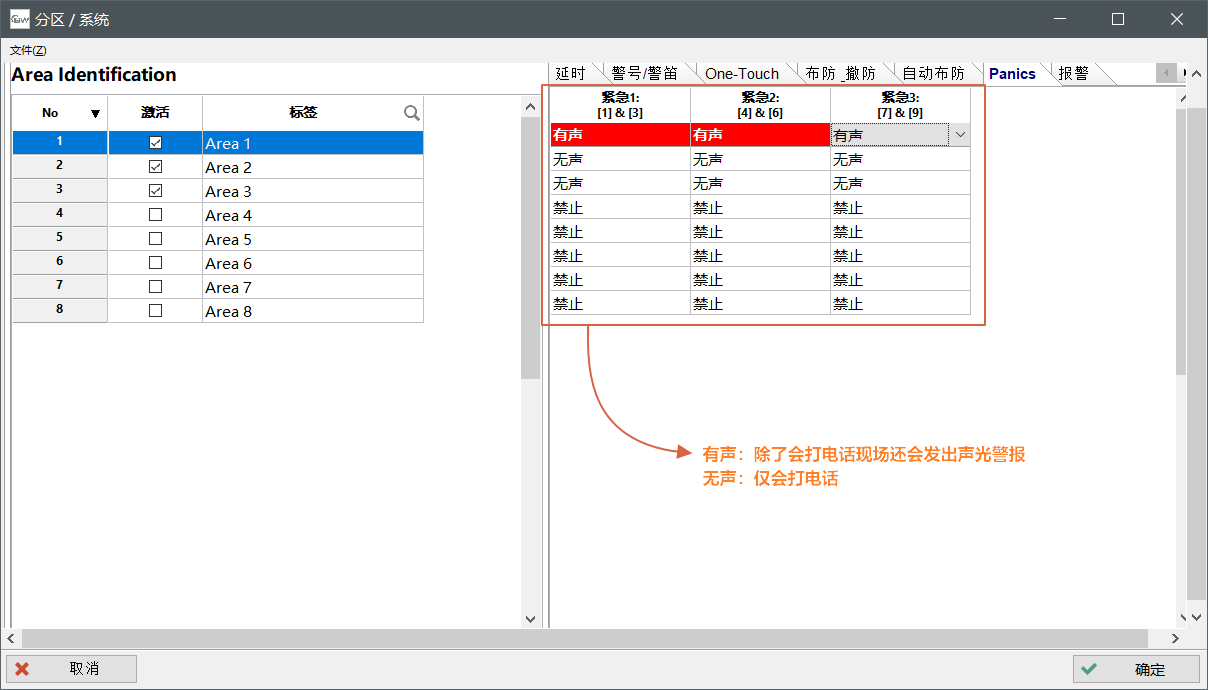 分区 / 系统
文件(Z)
Area Identification
No 激活 标签
1 Area 1
2 Area 2
3 Area 3
4 Area 4
5 Area 5
6 Area 6
7 Area 7
8 Area 8
延时 警号/警笛 One-Touch 布防_撤防 自动布防 Panics 报警
紧急1: 紧急2: 紧急3:
[1] & [3] [4] & [6] [7] & [9]
有声 有声 有声
无声 无声 无声
无声 无声 无声
禁止 禁止 禁止
禁止 禁止 禁止
禁止 禁止 禁止
禁止 禁止 禁止
禁止 禁止 禁止
有声：除了会打电话现场还会发出声光警报
无声：仅会打电话
取消 确定